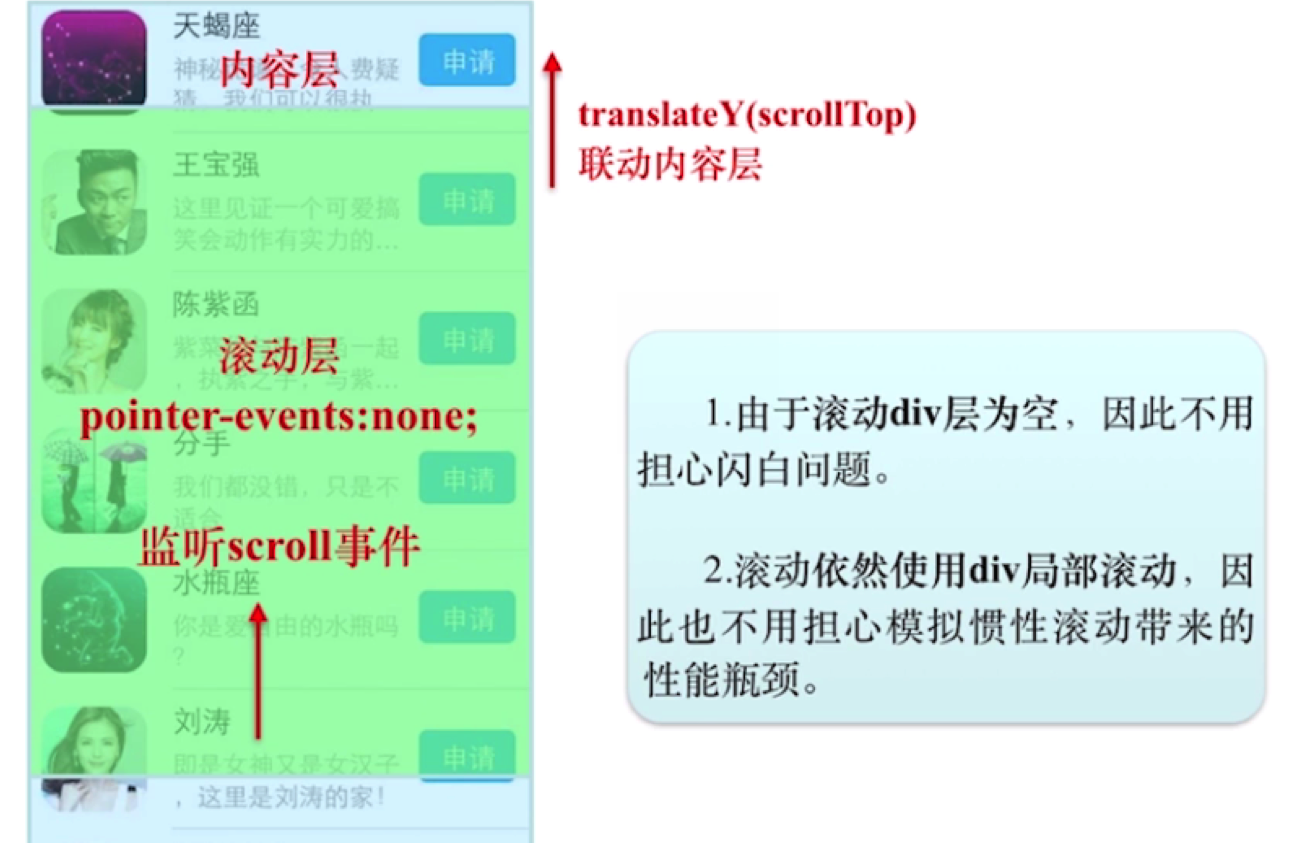 天蝎座
内容层
神秘
人费疑
猜，我们可以很执
申请
translateY(scrollTop)
联动内容层
王宝强
这里见证一个可爱搞
笑会动作有实力的...
申请
陈紫函
紫菜
一起
，执紫之手，与紫...
申请
滚动层
pointer-events:none;
分手
我们都没错，只是不
适合
申请
监听scroll事件
水瓶座
你是爱自由的水瓶吗
？
申请
刘涛
即是女神又是女汉子
，这里是刘涛的家！
申请
1.由于滚动div层为空，因此不用
担心闪白问题。
2.滚动依然使用div局部滚动，因
此也不用担心模拟惯性滚动带来的
性能瓶颈。